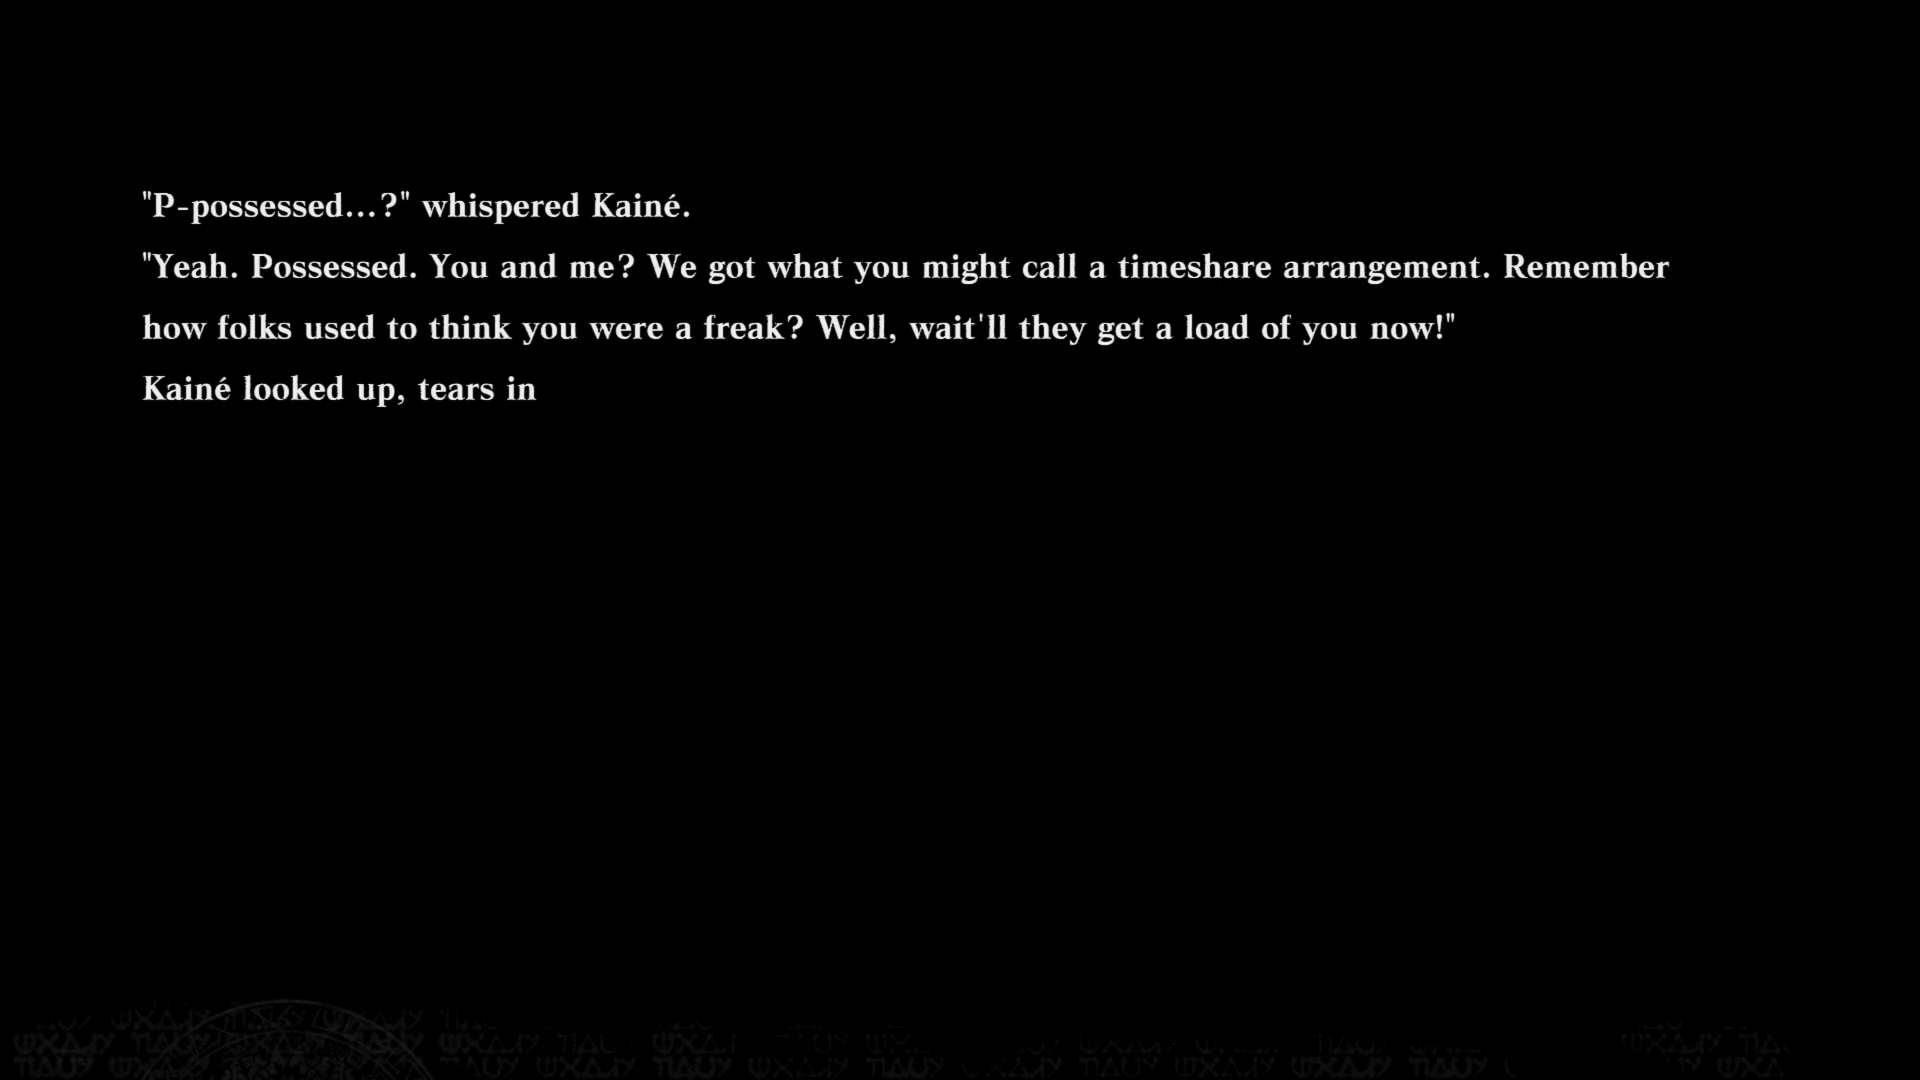 "P-possessed...?" whispered Kainé.
"Yeah. Possessed. You and me? We got what you might call a timeshare arrangement. Remember
how folks used to think you were a freak? Well, wait'll they get a load of you now!"
Kainé looked up, tears in